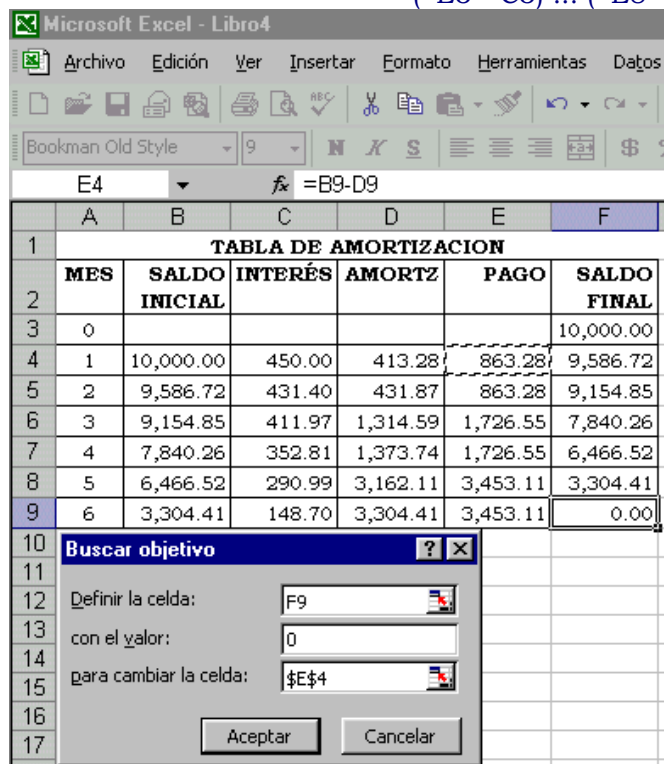 Microsoft Excel - Libro4
Archivo Edición Ver Insertar Formato Herramientas Datos
ABC
Bookman Old Style 9 N K S $
E4 fx =B9-D9
A B C D E F
1 TABLA DE AMORTIZACION
MES SALDO INTERÉS AMORTZ PAGO SALDO
2 INICIAL FINAL
3 0 10,000.00
4 1 10,000.00 450.00 413.28 863.28 9,586.72
5 2 9,586.72 431.40 431.87 863.28 9,154.85
6 3 9,154.85 411.97 1,314.59 1,726.55 7,840.26
7 4 7,840.26 352.81 1,373.74 1,726.55 6,466.52
8 5 6,466.52 290.99 3,162.11 3,453.11 3,304.41
9 6 3,304.41 148.70 3,304.41 3,453.11 0.00
10 Buscar objetivo ? X
11
12 Definir la celda: F9
13 con el valor: 0
14
15 para cambiar la celda: $E$4
16
17 Aceptar Cancelar